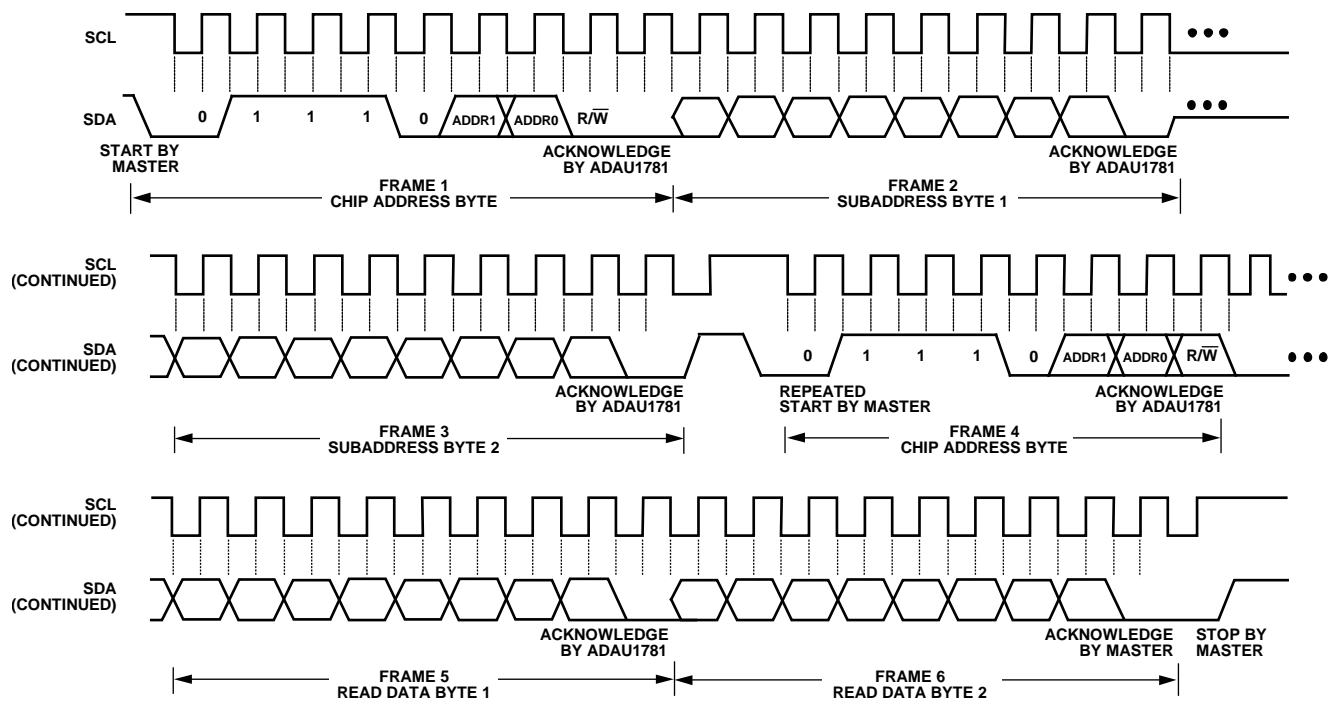 SCL
SDA
0 1 1 1 0 ADDR1 ADDR0 R/W̅
START BY
MASTER
ACKNOWLEDGE
BY ADAU1781
ACKNOWLEDGE
BY ADAU1781
FRAME 1
CHIP ADDRESS BYTE
FRAME 2
SUBADDRESS BYTE 1
SCL
(CONTINUED)
SDA
(CONTINUED)
0 1 1 1 0 ADDR1 ADDR0 R/W̅
ACKNOWLEDGE
BY ADAU1781
REPEATED
START BY MASTER
ACKNOWLEDGE
BY ADAU1781
FRAME 3
SUBADDRESS BYTE 2
FRAME 4
CHIP ADDRESS BYTE
SCL
(CONTINUED)
SDA
(CONTINUED)
ACKNOWLEDGE
BY ADAU1781
ACKNOWLEDGE
BY MASTER
STOP BY
MASTER
FRAME 5
READ DATA BYTE 1
FRAME 6
READ DATA BYTE 2